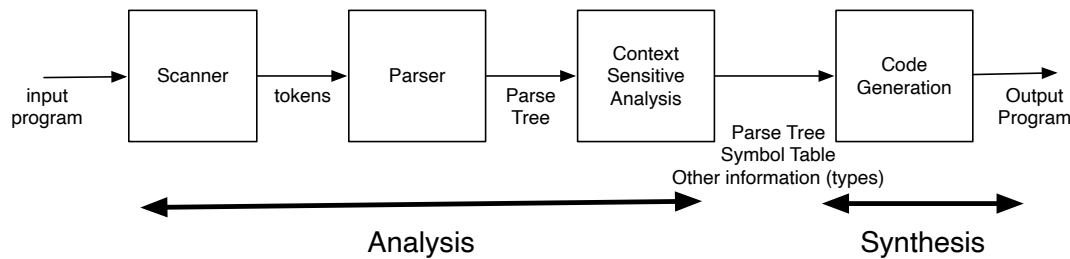 input
program
Scanner
tokens
Parser
Parse
Tree
Context
Sensitive
Analysis
Parse Tree
Symbol Table
Other information (types)
Code
Generation
Output
Program
Analysis
Synthesis